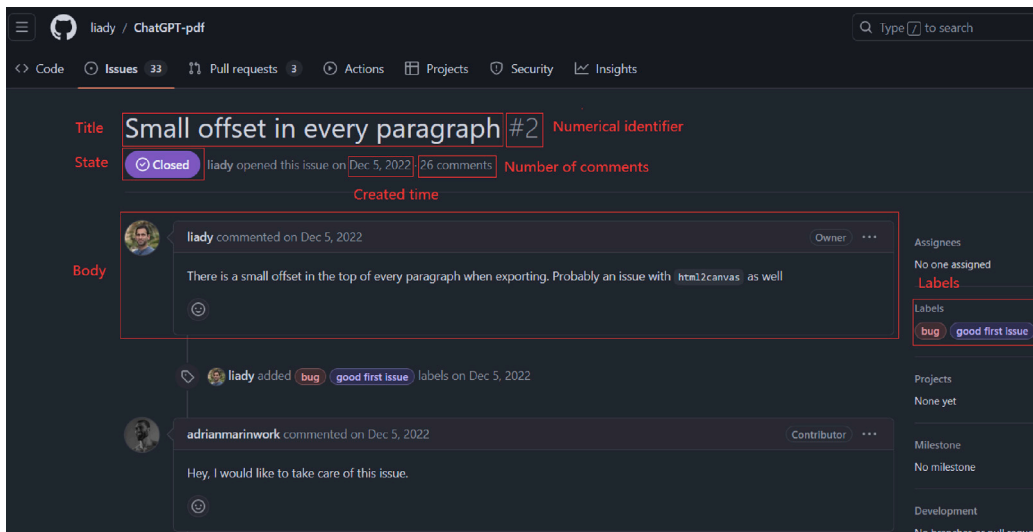 liady / ChatGPT-pdf
Type / to search
Code Issues 33 Pull requests 3 Actions Projects Security Insights
Title Small offset in every paragraph #2 Numerical identifier
State Closed liady opened this issue on Dec 5, 2022 · 26 comments Number of comments
Created time
Body
liady commented on Dec 5, 2022 Owner
There is a small offset in the top of every paragraph when exporting. Probably an issue with html2canvas as well
Assignees
No one assigned
Labels
Labels
bug good first issue
liady added bug good first issue labels on Dec 5, 2022
Projects
None yet
adrianmarinwork commented on Dec 5, 2022 Contributor
Hey, I would like to take care of this issue.
Milestone
No milestone
Development